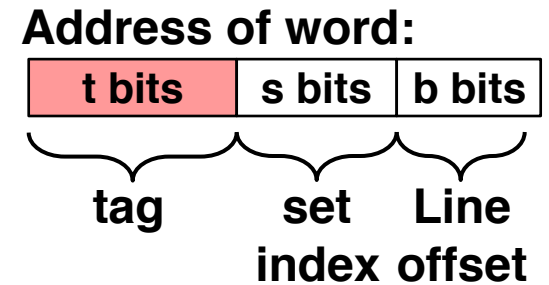 Address of word:
t bits s bits b bits
tag set Line
index offset